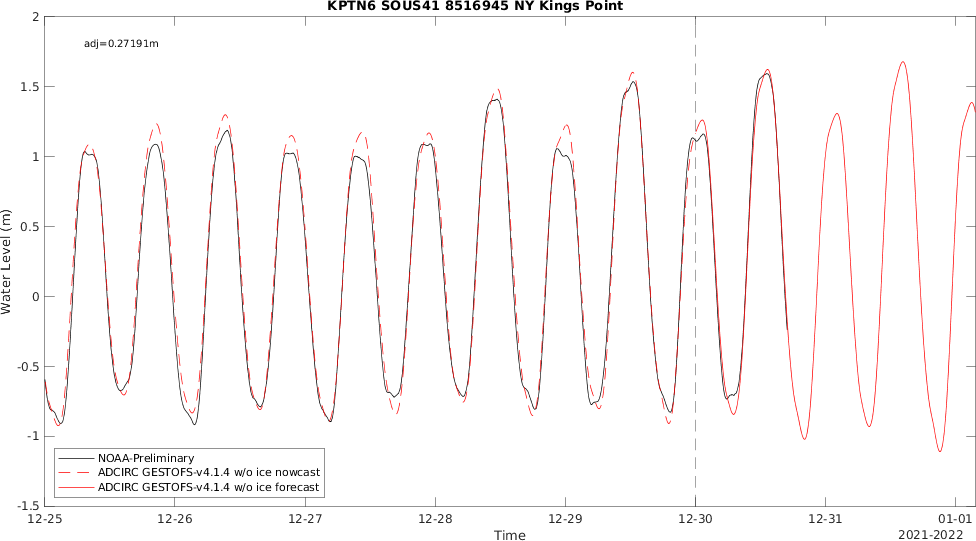 KPTN6 SOUS41 8516945 NY Kings Point
adj=0.27191m
Water Level (m)
2
1.5
1
0.5
0
-0.5
-1
-1.5
NOAA-Preliminary
ADCIRC GESTOFS-v4.1.4 w/o ice nowcast
ADCIRC GESTOFS-v4.1.4 w/o ice forecast
12-25 12-26 12-27 12-28 12-29 12-30 12-31 01-01
Time
2021-2022